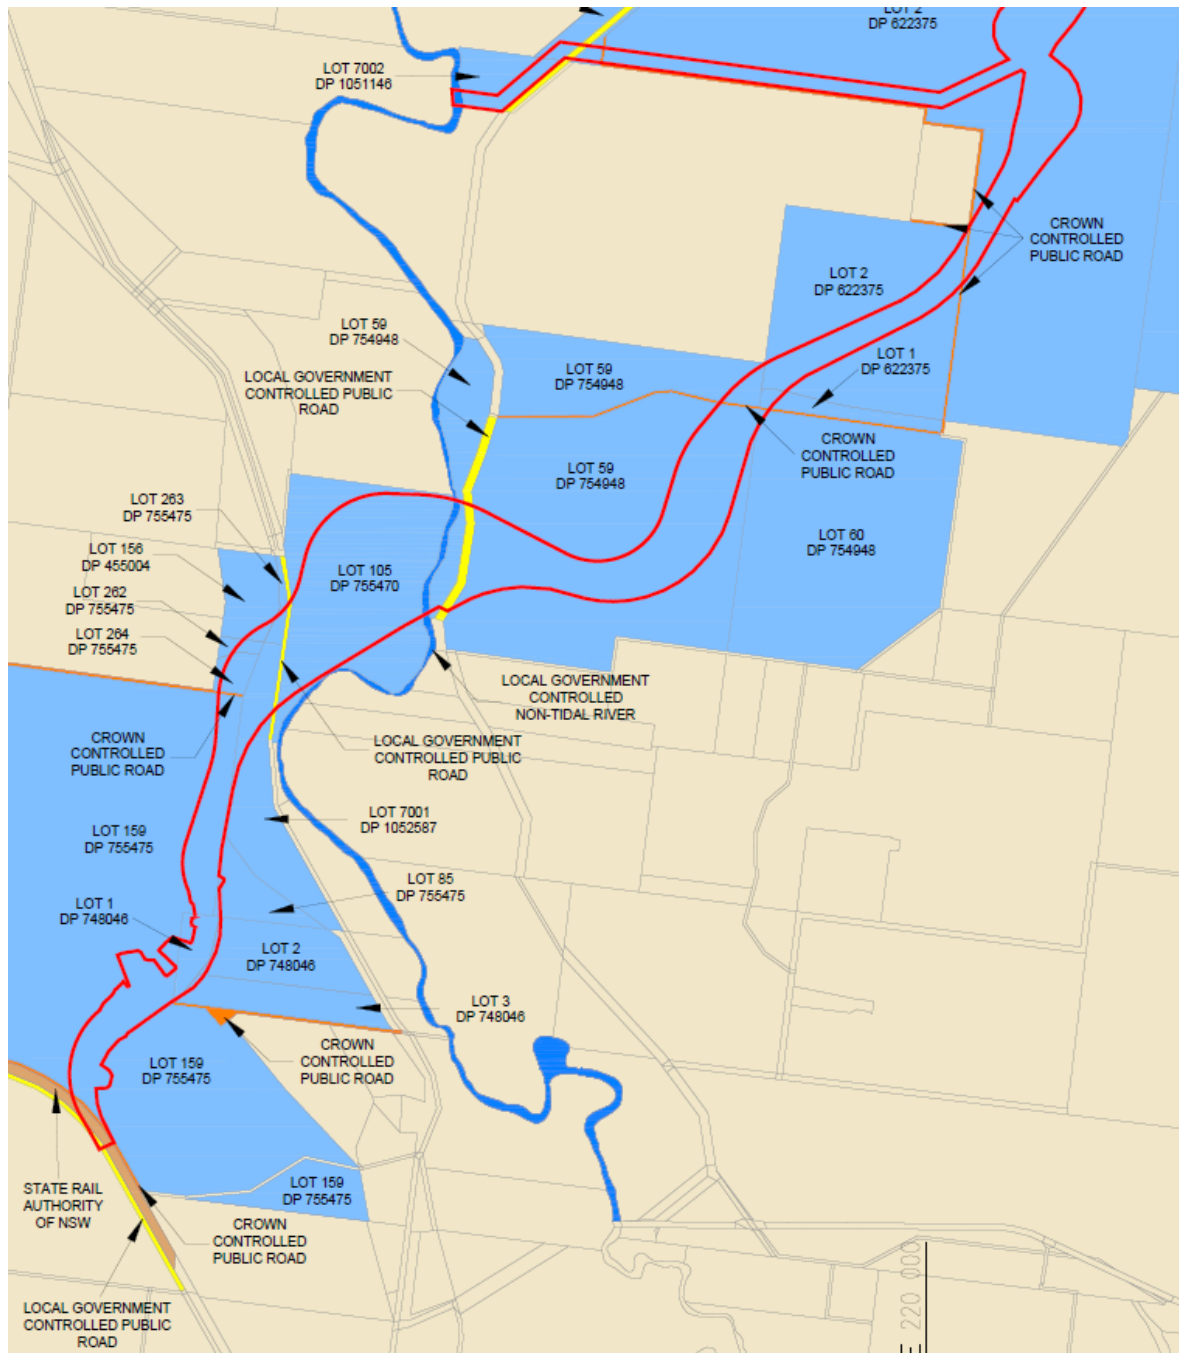 LOT 2
DP 622375
LOT 7002
DP 1051146
CROWN
CONTROLLED
PUBLIC ROAD
LOT 2
DP 622375
LOT 59
DP 754948
LOT 59
DP 754948
LOT 1
DP 622375
LOCAL GOVERNMENT
CONTROLLED PUBLIC
ROAD
CROWN
CONTROLLED
PUBLIC ROAD
LOT 59
DP 754948
LOT 263
DP 755475
LOT 60
DP 754948
LOT 156
DP 455004
LOT 105
DP 755470
LOT 262
DP 755475
LOT 264
DP 755475
LOCAL GOVERNMENT
CONTROLLED
NON-TIDAL RIVER
CROWN
CONTROLLED
PUBLIC ROAD
LOCAL GOVERNMENT
CONTROLLED PUBLIC
ROAD
LOT 7001
DP 1052587
LOT 159
DP 755475
LOT 85
DP 755475
LOT 1
DP 748046
LOT 2
DP 748046
LOT 3
DP 748046
CROWN
CONTROLLED
PUBLIC ROAD
LOT 159
DP 755475
LOT 159
DP 755475
STATE RAIL
AUTHORITY
OF NSW
CROWN
CONTROLLED
PUBLIC ROAD
LOCAL GOVERNMENT
CONTROLLED PUBLIC
ROAD
E 220 000